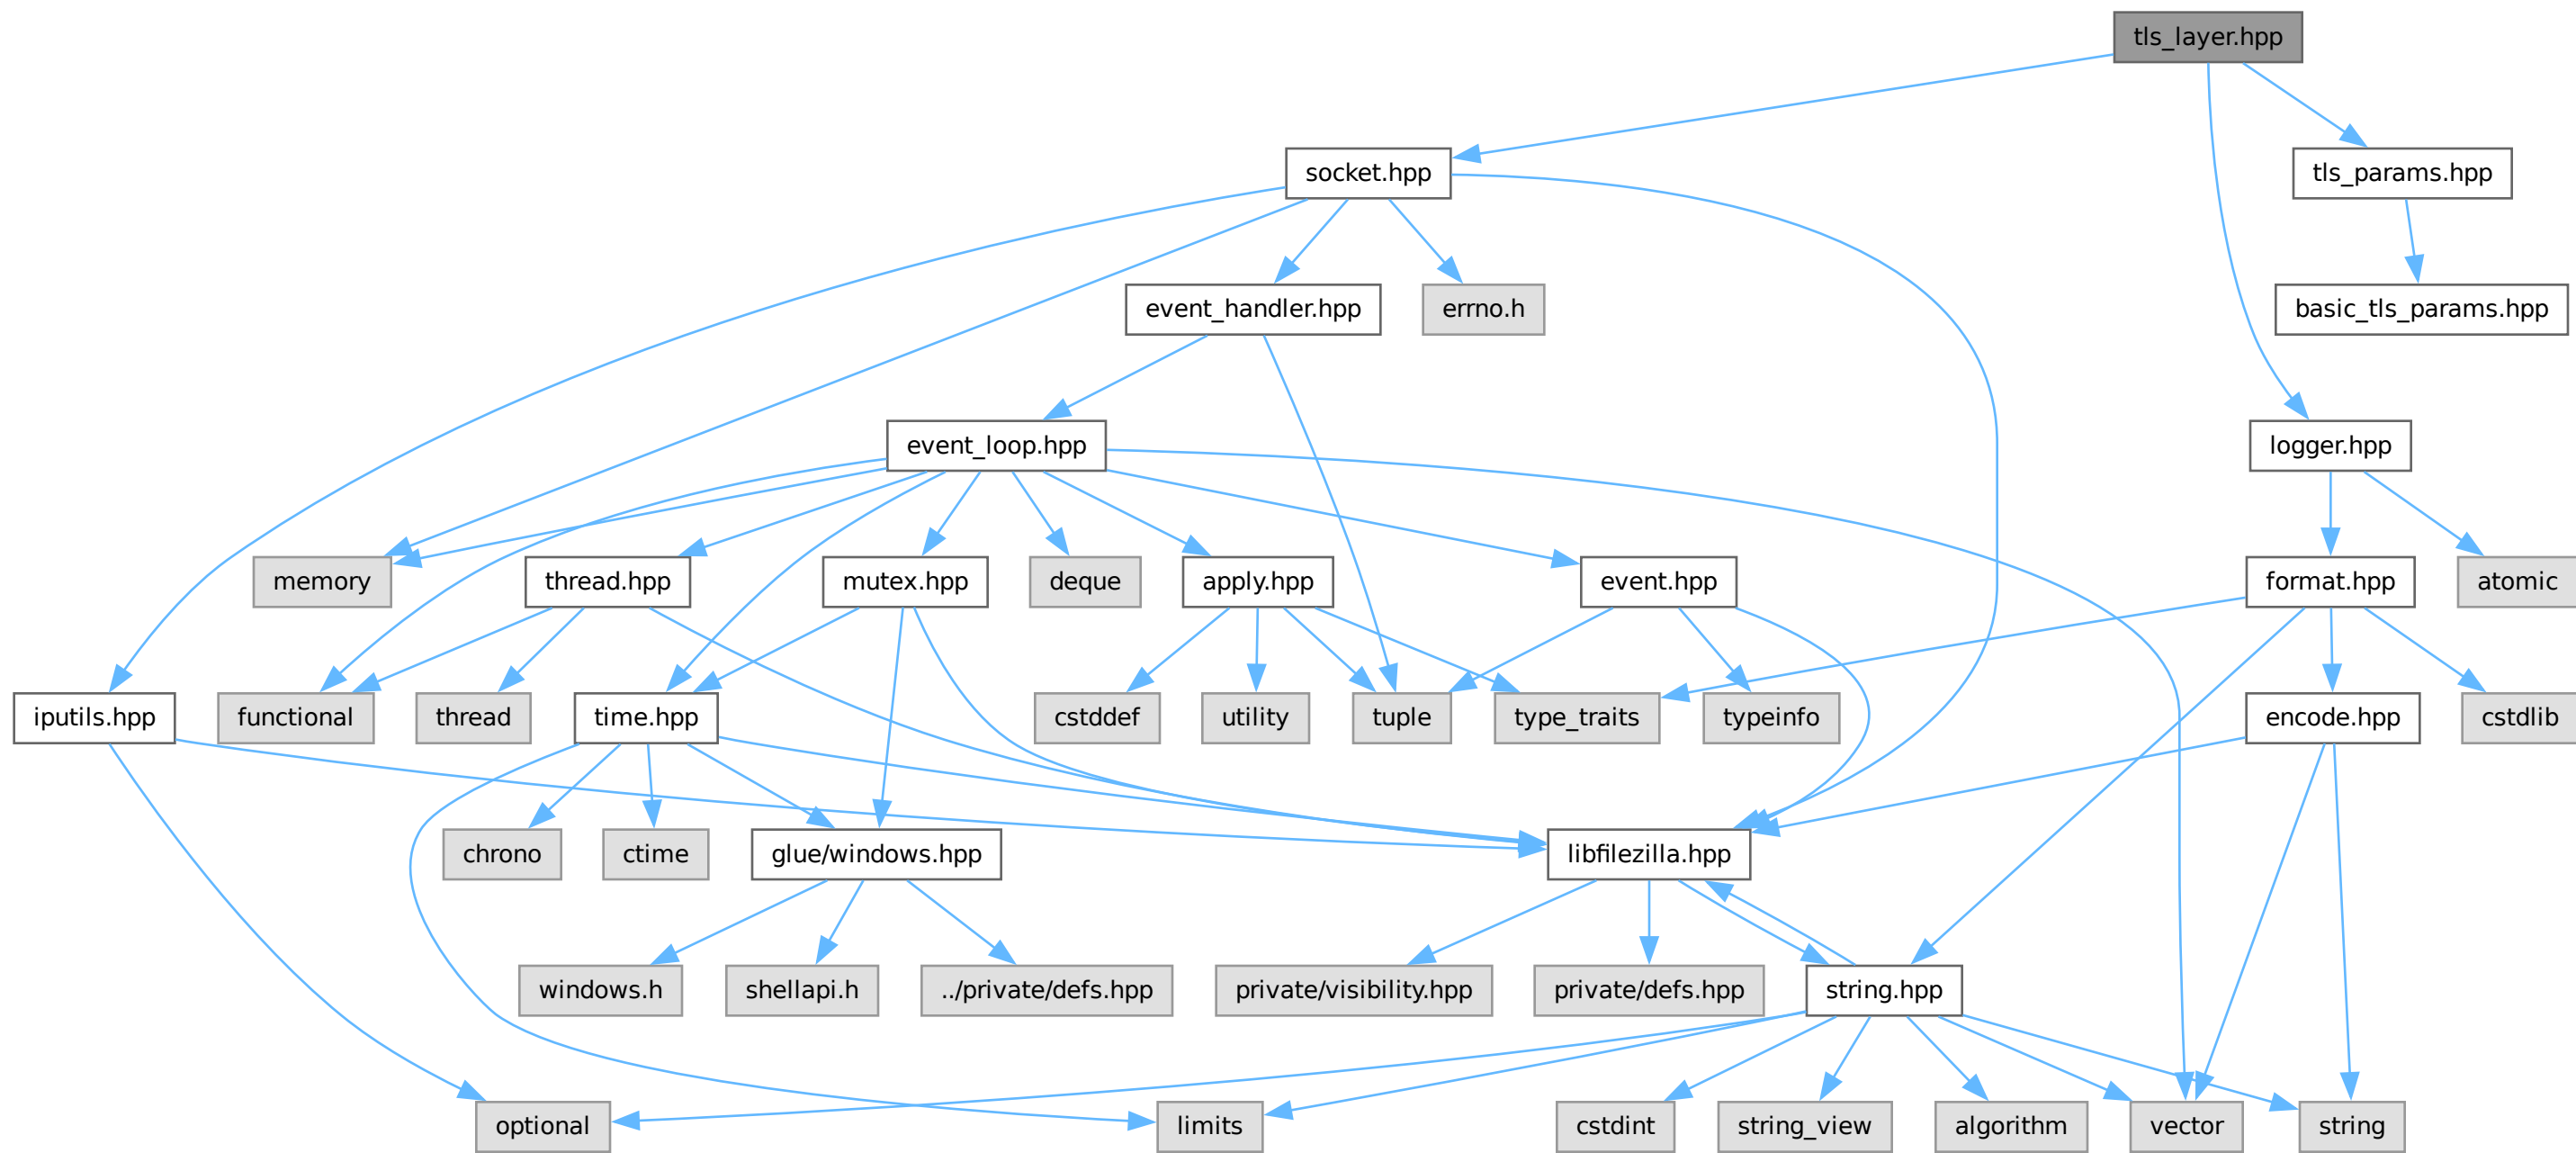 tls_layer.hpp
socket.hpp
tls_params.hpp
event_handler.hpp
errno.h
basic_tls_params.hpp
event_loop.hpp
logger.hpp
memory
thread.hpp
mutex.hpp
deque
apply.hpp
event.hpp
format.hpp
atomic
iputils.hpp
functional
thread
time.hpp
cstddef
utility
tuple
type_traits
typeinfo
encode.hpp
cstdlib
chrono
ctime
glue/windows.hpp
libfilezilla.hpp
windows.h
shellapi.h
../private/defs.hpp
private/visibility.hpp
private/defs.hpp
string.hpp
optional
limits
cstdint
string_view
algorithm
vector
string